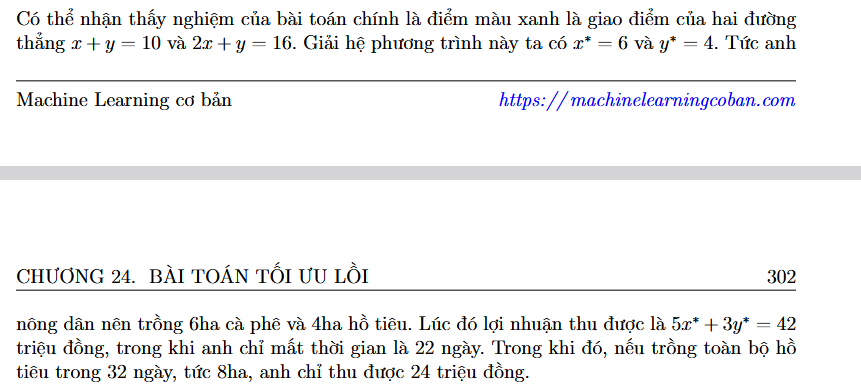 Có thể nhận thấy nghiệm của bài toán chính là điểm màu xanh là giao điểm của hai đường
thẳng x + y = 10 và 2x + y = 16. Giải hệ phương trình này ta có x* = 6 và y* = 4. Tức anh
Machine Learning cơ bản https://machinelearningcoban.com
CHƯƠNG 24. BÀI TOÁN TỐI ƯU LỒI 302
nông dân nên trồng 6ha cà phê và 4ha hồ tiêu. Lúc đó lợi nhuận thu được là 5x* + 3y* = 42
triệu đồng, trong khi anh chỉ mất thời gian là 22 ngày. Trong khi đó, nếu trồng toàn bộ hồ
tiêu trong 32 ngày, tức 8ha, anh chỉ thu được 24 triệu đồng.